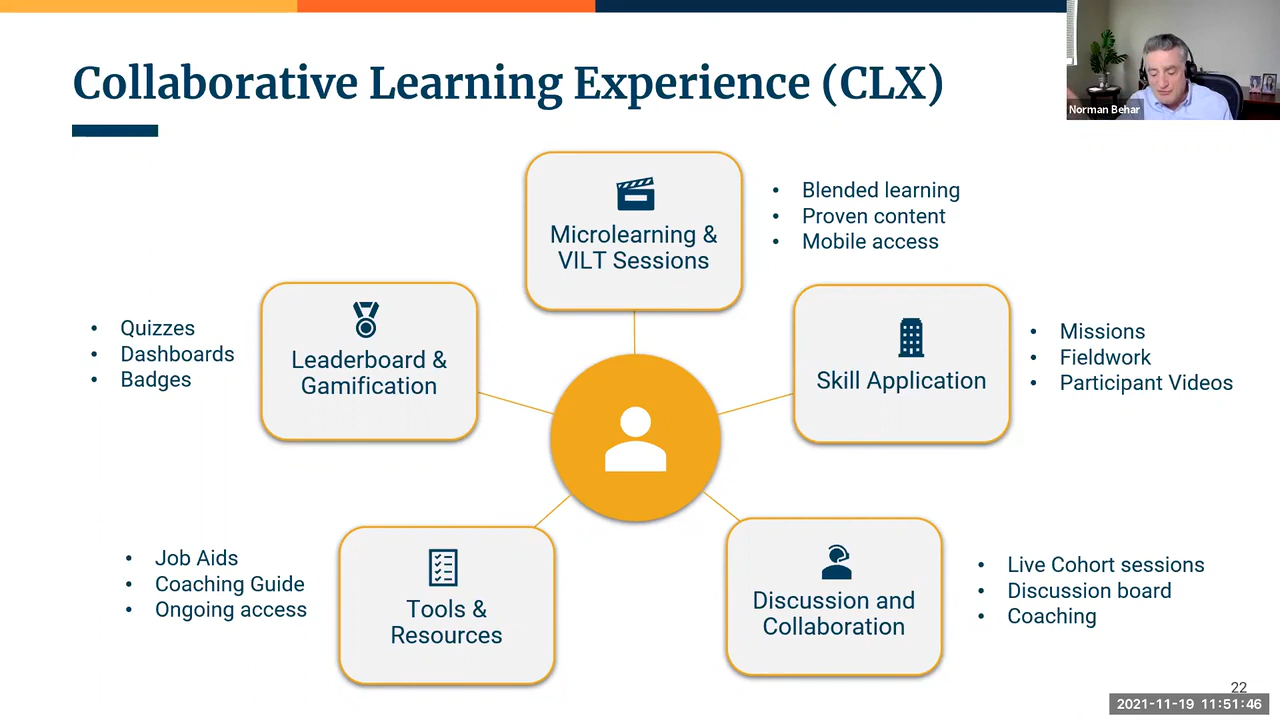 Collaborative Learning Experience (CLX)
Norman Behar
Microlearning &
VILT Sessions
• Blended learning
• Proven content
• Mobile access
• Quizzes
• Dashboards
• Badges
Leaderboard &
Gamification
Skill Application
• Missions
• Fieldwork
• Participant Videos
• Job Aids
• Coaching Guide
• Ongoing access
Tools &
Resources
Discussion and
Collaboration
• Live Cohort sessions
• Discussion board
• Coaching
22
2021-11-19 11:51:46